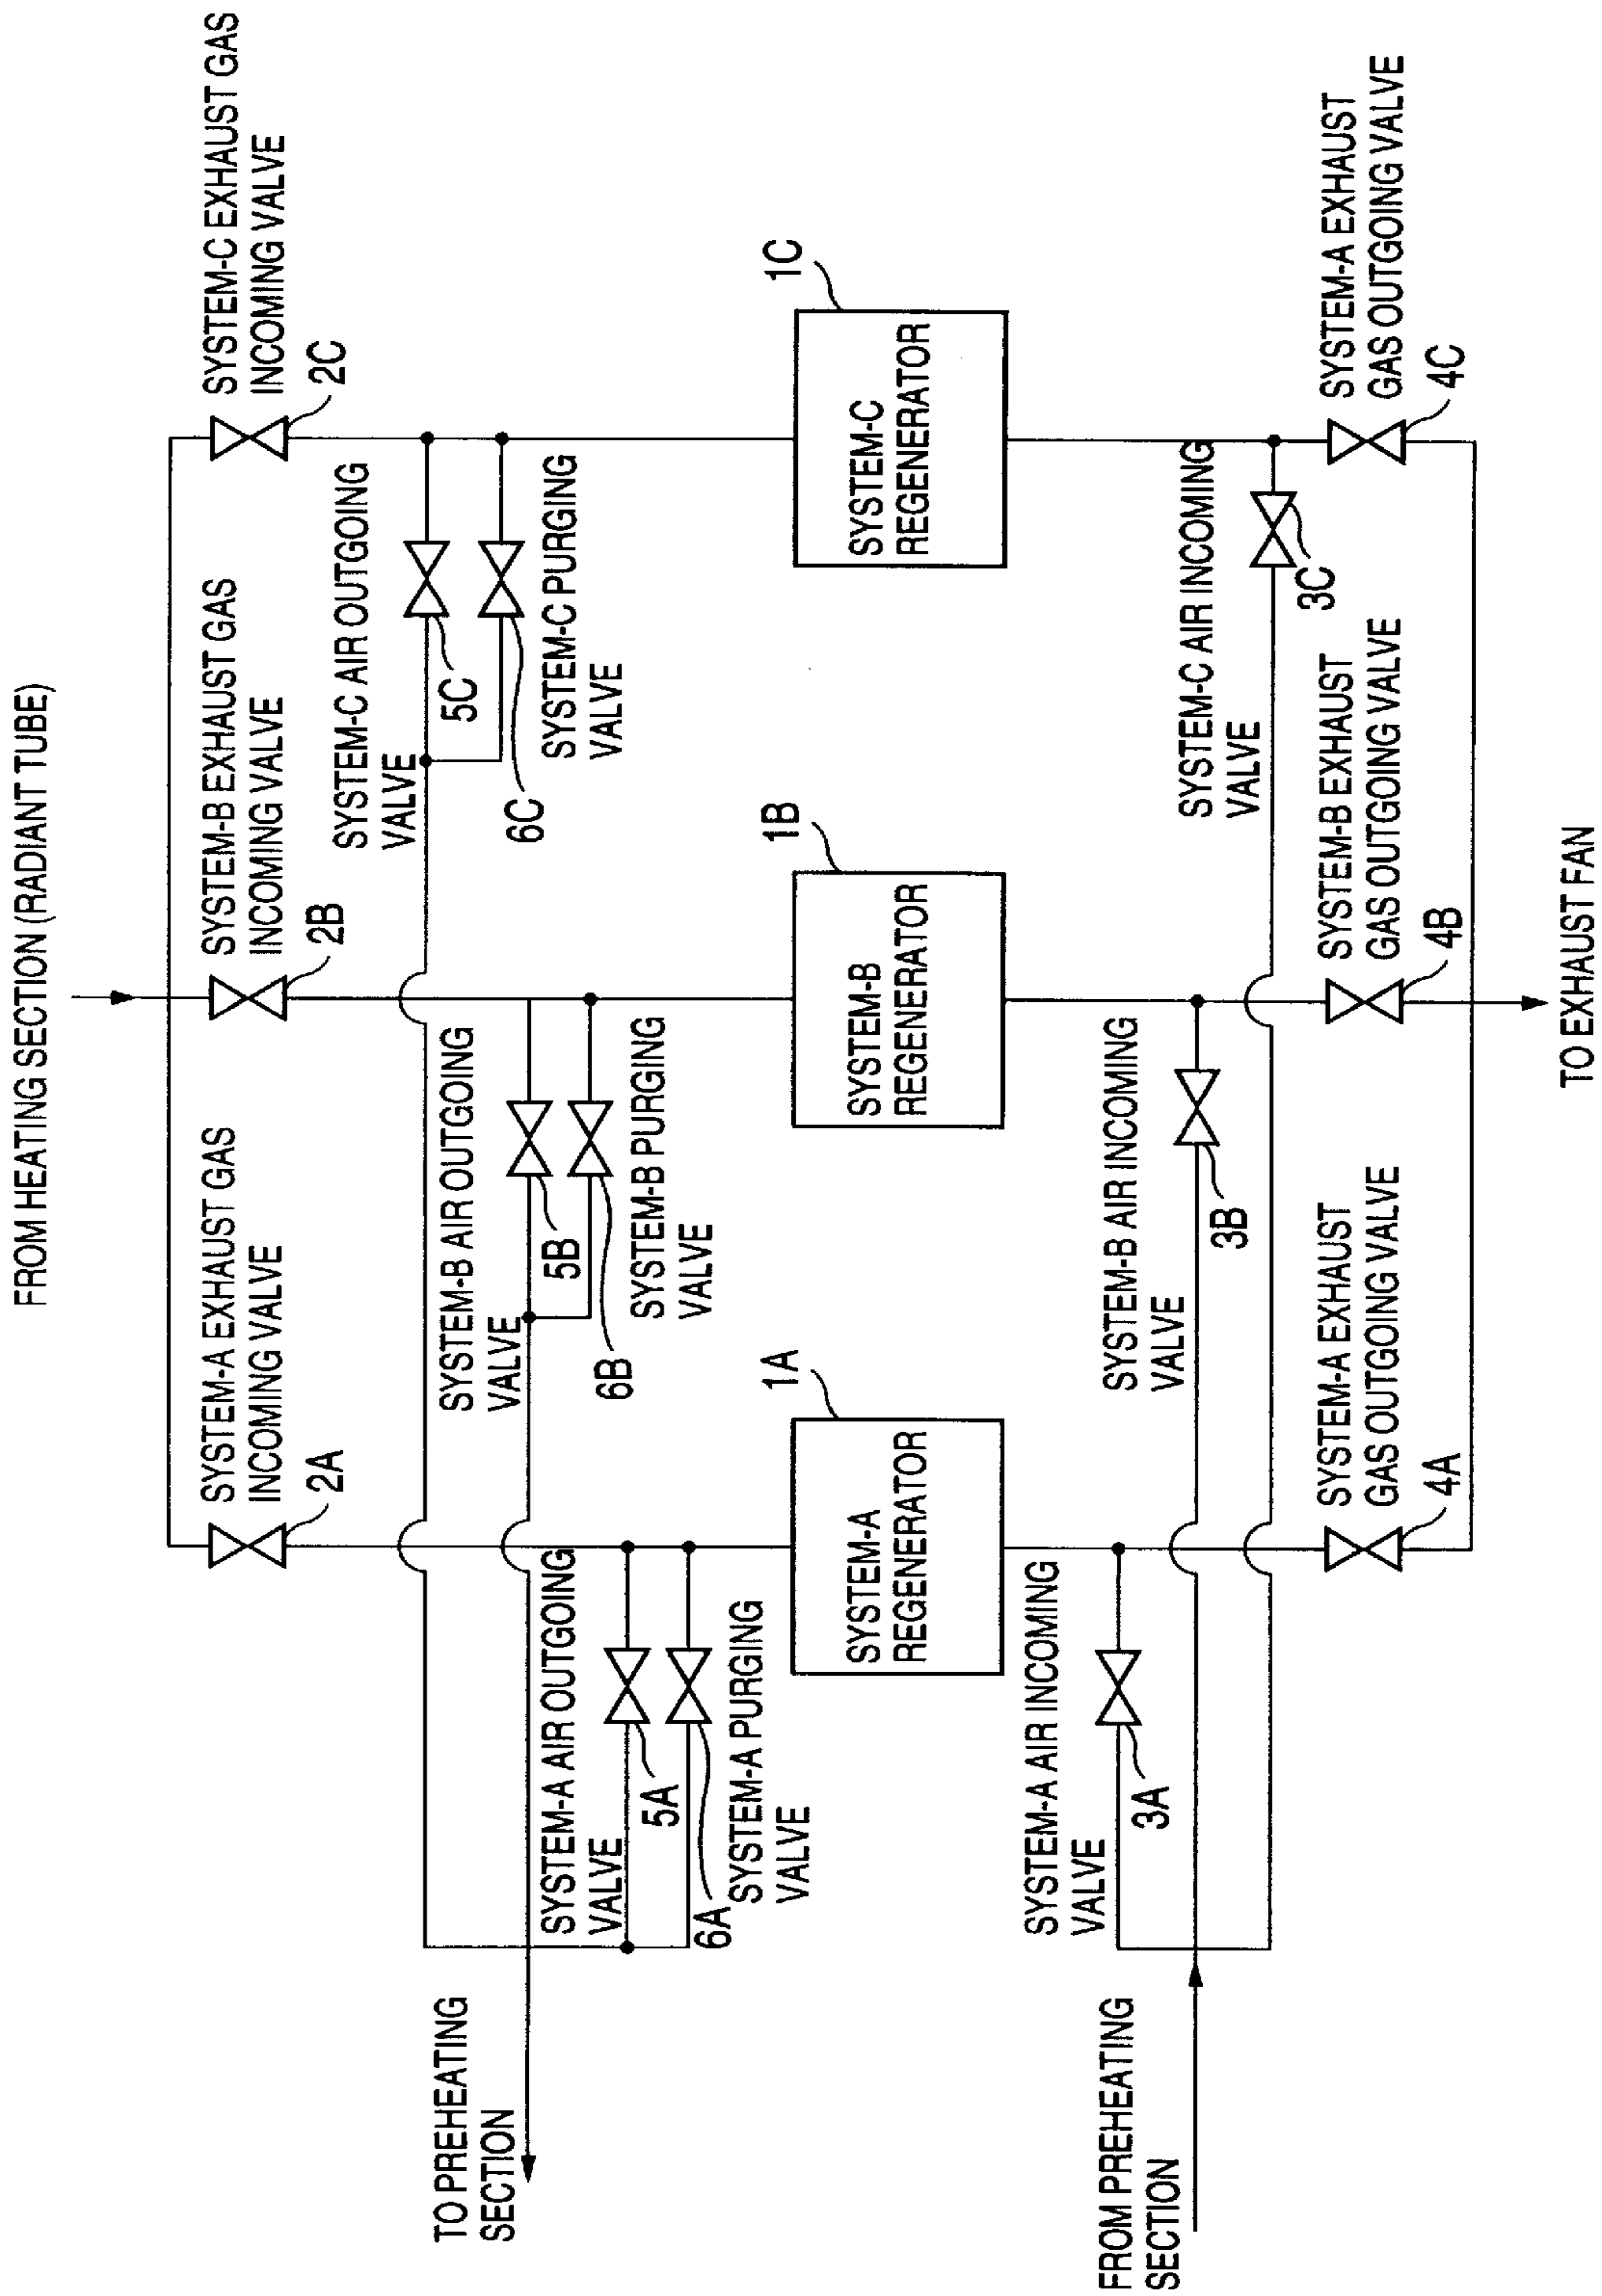 FROM HEATING SECTION (RADIANT TUBE)
SYSTEM-A EXHAUST GAS
INCOMING VALVE
2A
SYSTEM-B EXHAUST GAS
INCOMING VALVE
2B
SYSTEM-C EXHAUST GAS
INCOMING VALVE
2C
SYSTEM-C AIR OUTGOING
VALVE
5C
6C
SYSTEM-C PURGING
VALVE
SYSTEM-B AIR OUTGOING
VALVE
5B
6B
SYSTEM-B PURGING
VALVE
TO PREHEATING
SECTION
SYSTEM-A AIR OUTGOING
VALVE
5A
6A
SYSTEM-A PURGING
VALVE
1A
SYSTEM-A
REGENERATOR
1B
SYSTEM-B
REGENERATOR
1C
SYSTEM-C
REGENERATOR
SYSTEM-A AIR INCOMING
VALVE
3A
SYSTEM-B AIR INCOMING
VALVE
3B
SYSTEM-C AIR INCOMING
VALVE
3C
FROM PREHEATING
SECTION
SYSTEM-A EXHAUST
GAS OUTGOING VALVE
4A
SYSTEM-B EXHAUST
GAS OUTGOING VALVE
4B
SYSTEM-A EXHAUST
GAS OUTGOING VALVE
4C
TO EXHAUST FAN